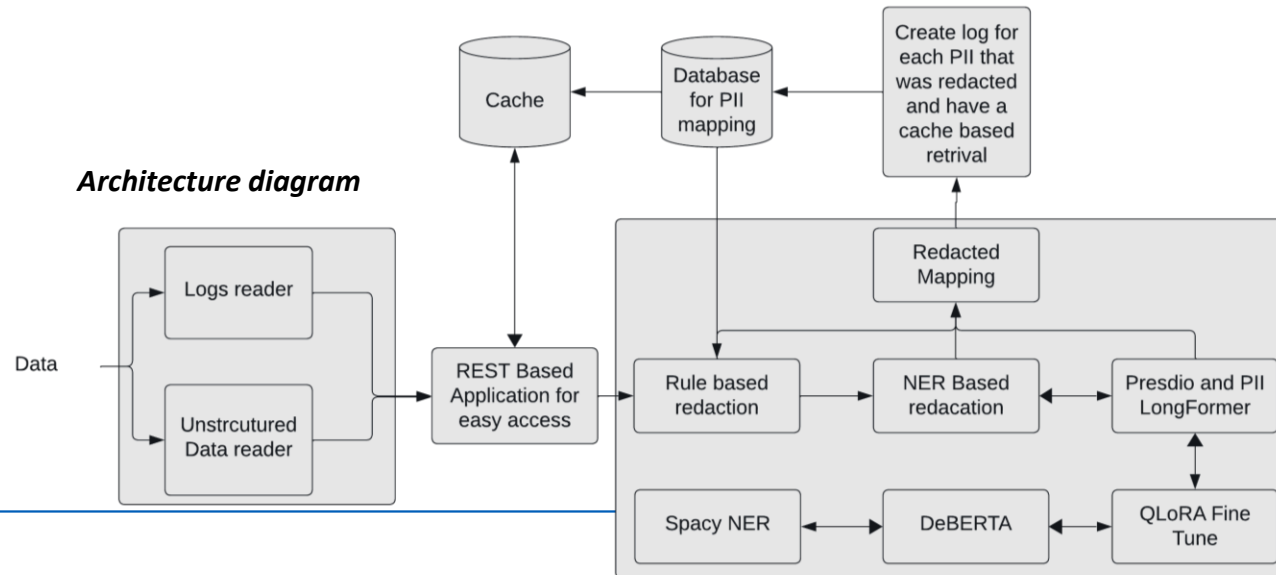 Create log for
each PII that
was redacted
and have a
cache based
retrival
Database
for PII
mapping
Cache
Architecture diagram
Redacted
Mapping
Logs reader
Data
REST Based
Application for
easy access
Rule based
redaction
NER Based
redacation
Presdio and PII
LongFormer
Unstrcutured
Data reader
Spacy NER
DeBERTA
QLoRA Fine
Tune